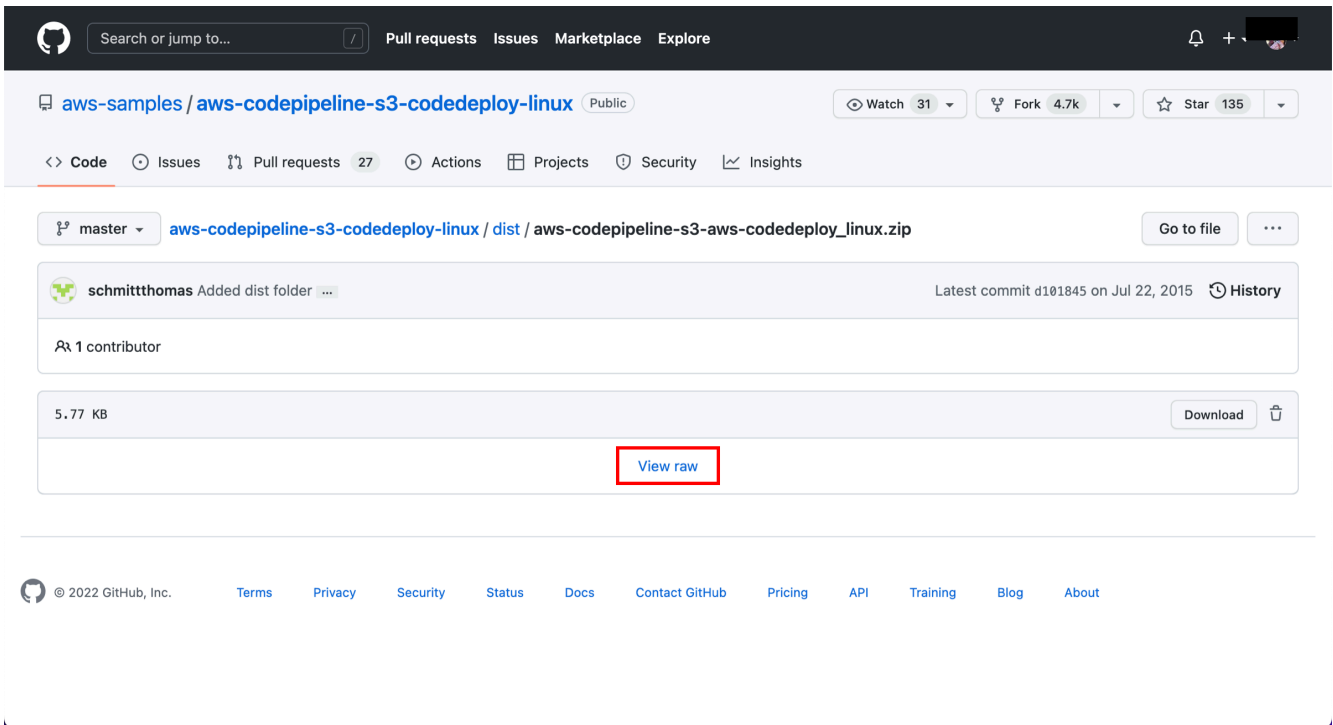 Search or jump to... / Pull requests Issues Marketplace Explore
aws-samples / aws-codepipeline-s3-codedeploy-linux Public Watch 31 Fork 4.7k Star 135
Code Issues Pull requests 27 Actions Projects Security Insights
master aws-codepipeline-s3-codedeploy-linux / dist / aws-codepipeline-s3-aws-codedeploy_linux.zip Go to file ...
schmittthomas Added dist folder ... Latest commit d101845 on Jul 22, 2015 History
1 contributor
5.77 KB Download
View raw
© 2022 GitHub, Inc. Terms Privacy Security Status Docs Contact GitHub Pricing API Training Blog About